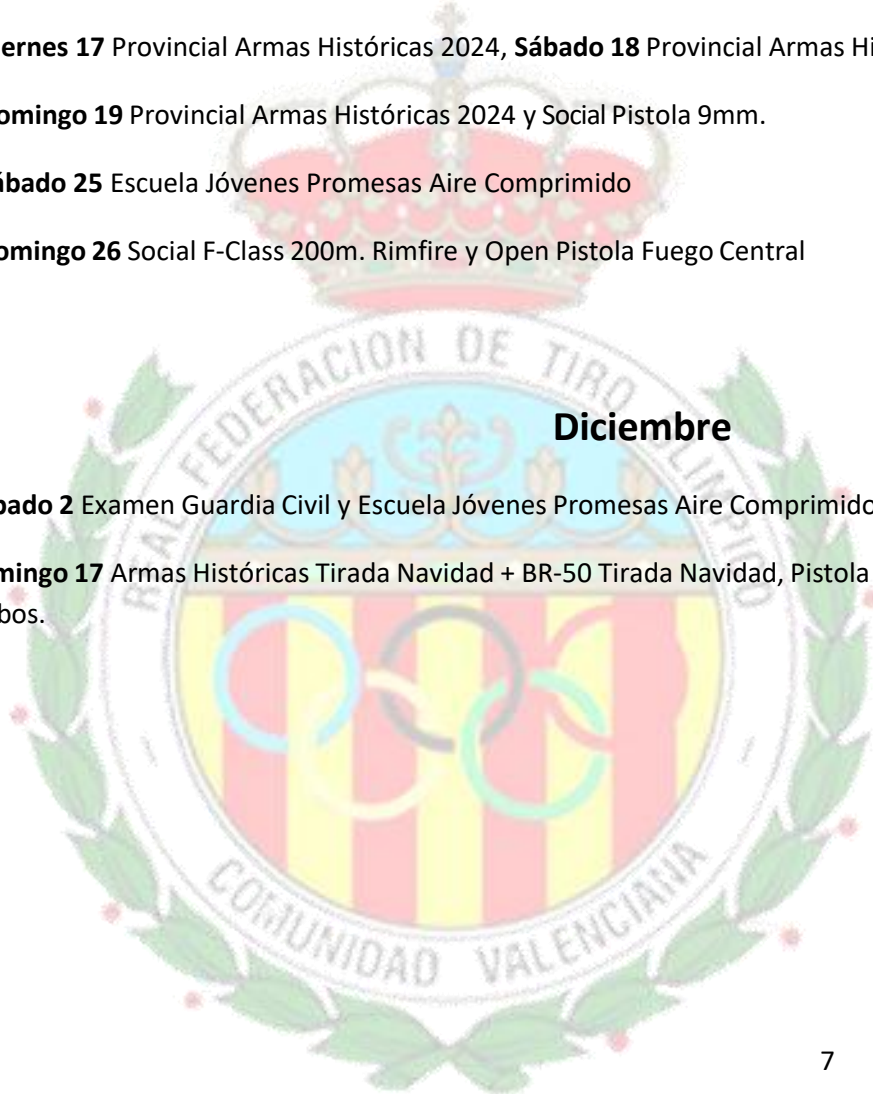 ernes 17 Provincial Armas Históricas 2024, Sábado 18 Provincial Armas Hi
omingo 19 Provincial Armas Históricas 2024 y Social Pistola 9mm.
ábado 25 Escuela Jóvenes Promesas Aire Comprimido
omingo 26 Social F-Class 200m. Rimfire y Open Pistola Fuego Central
REAL FEDERACION DE TIRO OLIMPICO
Diciembre
bado 2 Examen Guardia Civil y Escuela Jóvenes Promesas Aire Comprimido
mingo 17 Armas Históricas Tirada Navidad + BR-50 Tirada Navidad, Pistola
bos.
COMUNIDAD VALENCIANA
7